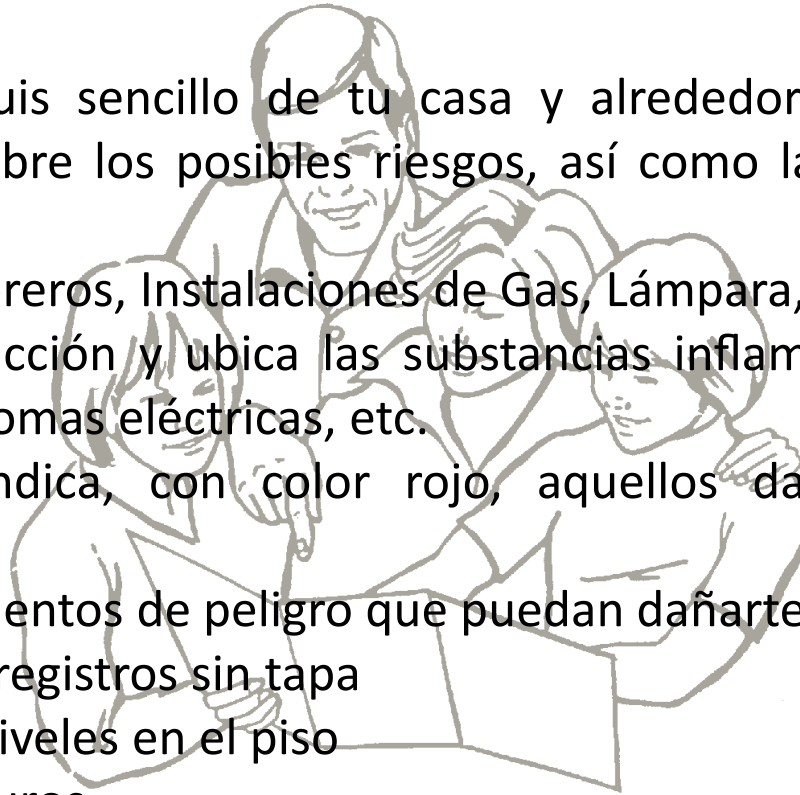 uis sencillo de tu casa y alrededor
bre los posibles riesgos, así como la
reros, Instalaciones de Gas, Lámpara,
cción y ubica las substancias inflam
omas eléctricas, etc.
ndica, con color rojo, aquellos da
entos de peligro que puedan dañarte
registros sin tapa
iveles en el piso